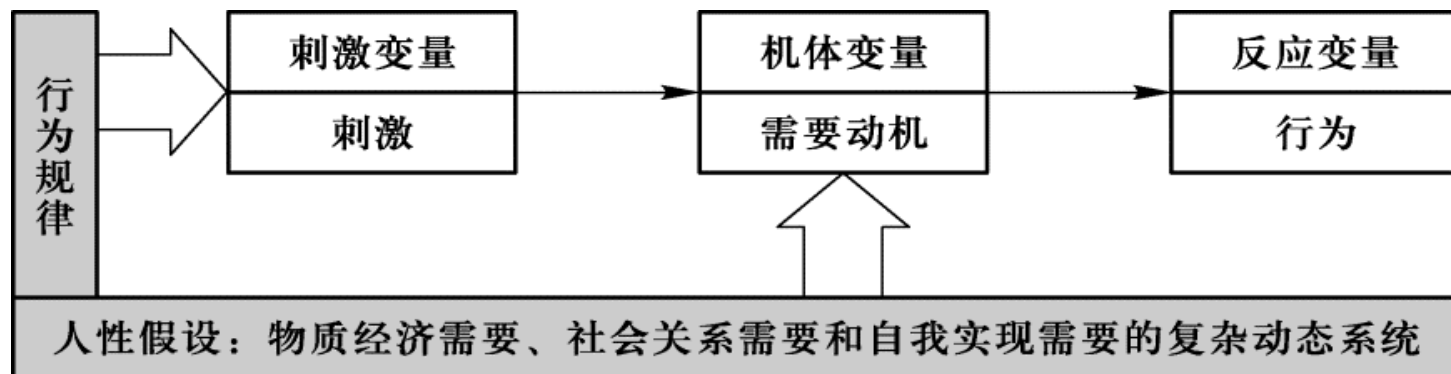 行为规律
刺激变量
刺激
机体变量
需要动机
反应变量
行为
人性假设：物质经济需要、社会关系需要和自我实现需要的复杂动态系统